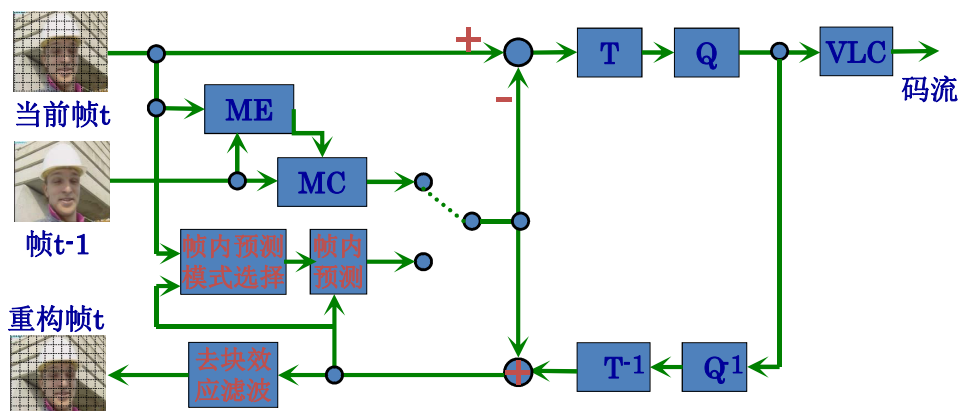 当前帧t
+
T
Q
VLC
码流
-
ME
MC
帧t-1
帧内预测
模式选择
帧内
预测
重构帧t
去块效
应滤波
+
T-1
Q-1